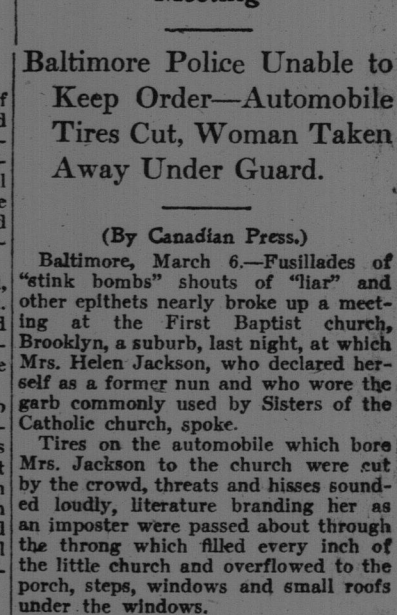 Meeting
Baltimore Police Unable to
Keep Order—Automobile
Tires Cut, Woman Taken
Away Under Guard.
(By Canadian Press.)
Baltimore, March 6.—Fusillades of
"stink bombs" shouts of "liar" and
other epithets nearly broke up a meet-
ing at the First Baptist church,
Brooklyn, a suburb, last night, at which
Mrs. Helen Jackson, who declared her-
self as a former nun and who wore the
garb commonly used by Sisters of the
Catholic church, spoke.
Tires on the automobile which bore
Mrs. Jackson to the church were cut
by the crowd, threats and hisses sound-
ed loudly, literature branding her as
an imposter were passed about through
the throng which filled every inch of
the little church and overflowed to the
porch, steps, windows and small roofs
under the windows.